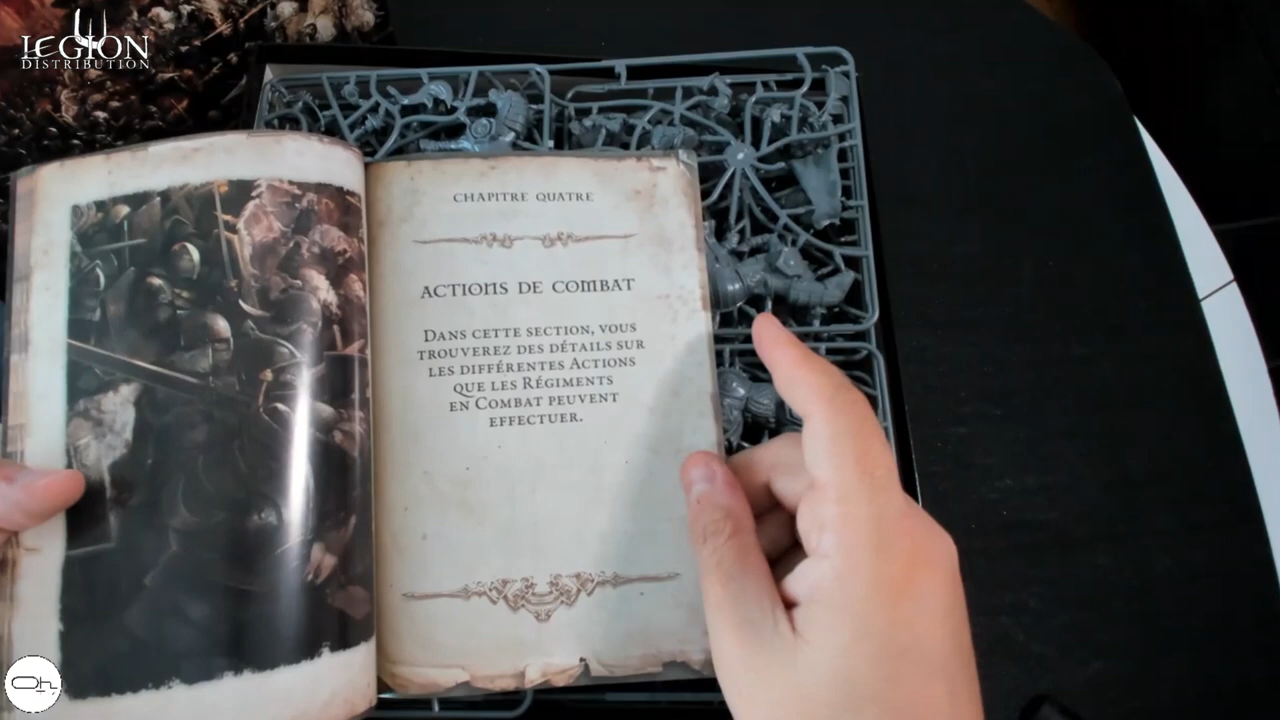 LEGION
DISTRIBUTION
CHAPITRE QUATRE
ACTIONS DE COMBAT
DANS CETTE SECTION, VOUS
TROUVEREZ DES DÉTAILS SUR
LES DIFFÉRENTES ACTIONS
QUE LES RÉGIMENTS
EN COMBAT PEUVENT
EFFECTUER.
Oh,